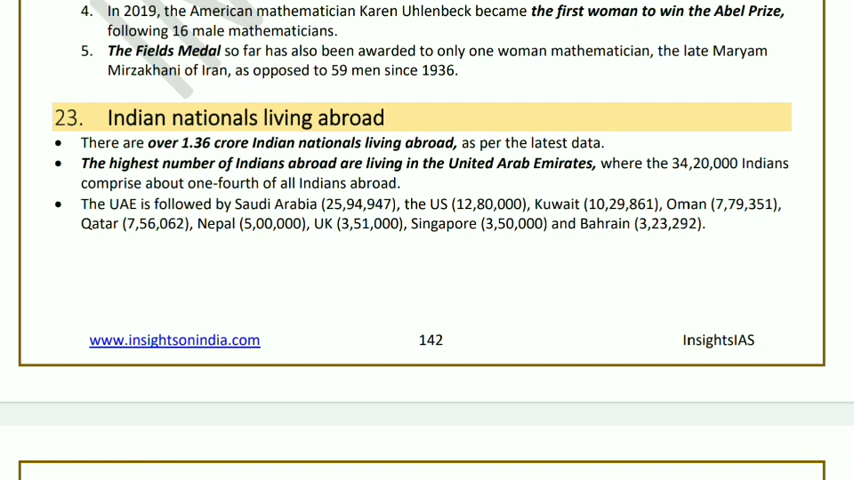 4. In 2019, the American mathematician Karen Uhlenbeck became the first woman to win the Abel Prize,
following 16 male mathematicians.
5. The Fields Medal so far has also been awarded to only one woman mathematician, the late Maryam
Mirzakhani of Iran, as opposed to 59 men since 1936.
23. Indian nationals living abroad
• There are over 1.36 crore Indian nationals living abroad, as per the latest data.
• The highest number of Indians abroad are living in the United Arab Emirates, where the 34,20,000 Indians
comprise about one-fourth of all Indians abroad.
• The UAE is followed by Saudi Arabia (25,94,947), the US (12,80,000), Kuwait (10,29,861), Oman (7,79,351),
Qatar (7,56,062), Nepal (5,00,000), UK (3,51,000), Singapore (3,50,000) and Bahrain (3,23,292).
www.insightsonindia.com 142 InsightsIAS